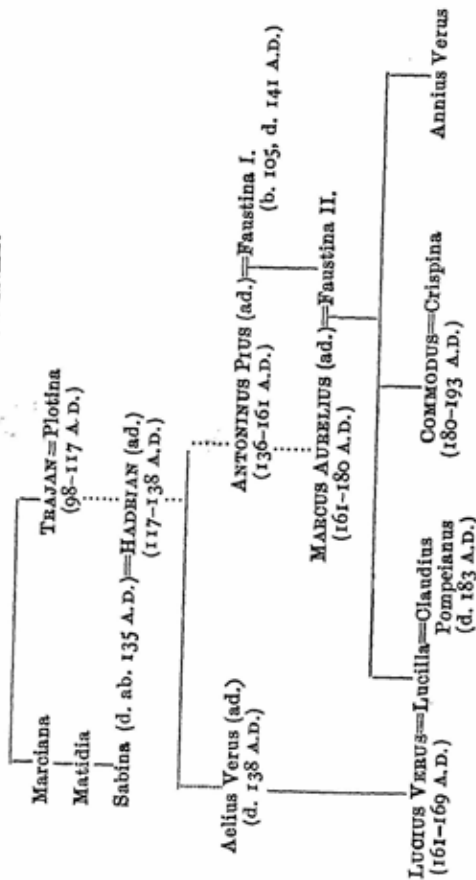 Marciana
TRAJAN=Plotina
(98–117 A.D.)
Matidia
Sabina (d. ab. 135 A.D.)=HADRIAN (ad.)
(117–138 A.D.)
Aelius Verus (ad.)
(d. 138 A.D.)
ANTONINUS PIUS (ad.)=Faustina I.
(136–161 A.D.)
(b. 105, d. 141 A.D.)
MARCUS AURELIUS (ad.)=Faustina II.
(161–180 A.D.)
LUCIUS VERUS=Lucilla=Claudius
(161–169 A.D.)
Pompeianus
(d. 183 A.D.)
COMMODUS=Crispina
(180–193 A.D.)
Annius Verus